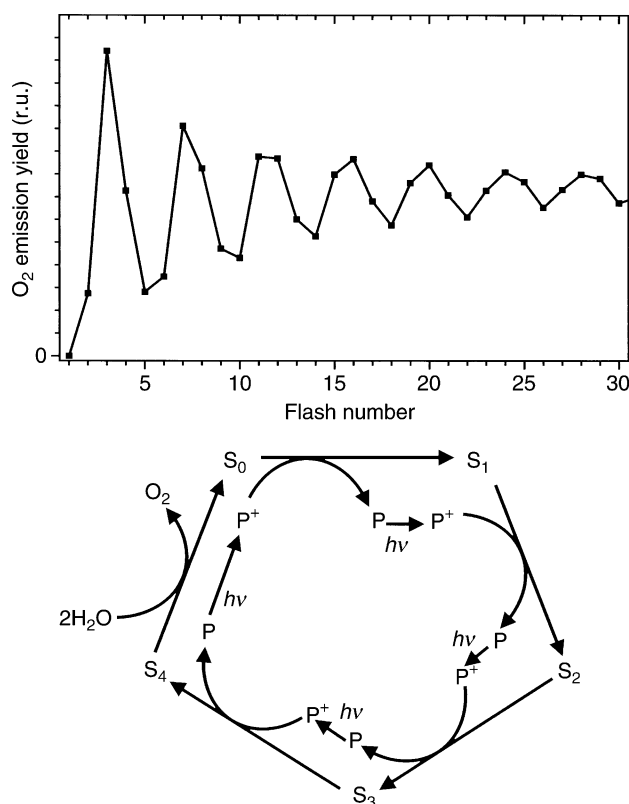 O₂ emission yield (r.u.)
0
5 10 15 20 25 30
Flash number
S₀ S₁
O₂
P⁺ P P⁺
hν
hν
2H₂O P hν P
S₄ P⁺ S₂
P⁺ hν
P
S₃